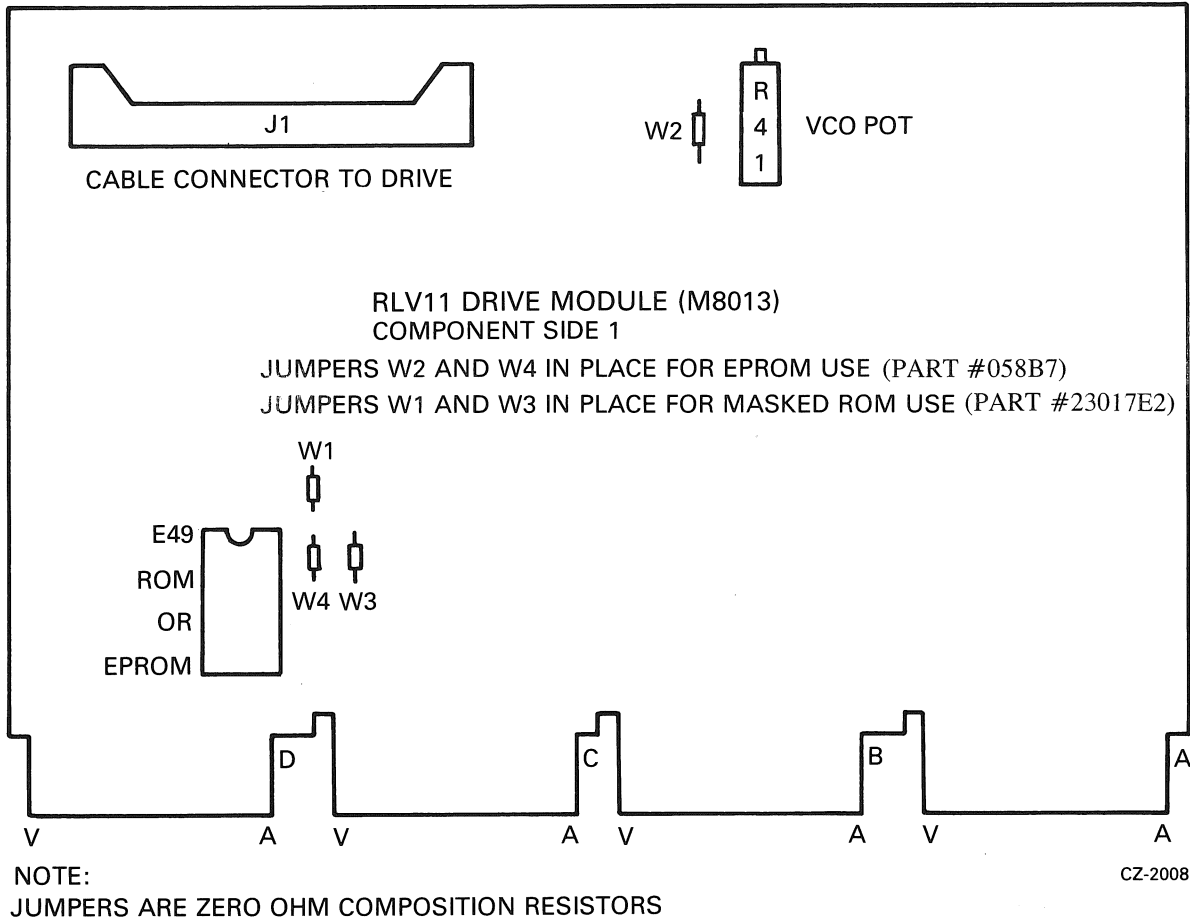 J1
CABLE CONNECTOR TO DRIVE
W2
R
4
1
VCO POT
RLV11 DRIVE MODULE (M8013)
COMPONENT SIDE 1
JUMPERS W2 AND W4 IN PLACE FOR EPROM USE (PART #058B7)
JUMPERS W1 AND W3 IN PLACE FOR MASKED ROM USE (PART #23017E2)
W1
E49
ROM
OR
EPROM
W4 W3
D C B A
V A V A V A V A
NOTE:
JUMPERS ARE ZERO OHM COMPOSITION RESISTORS
CZ-2008